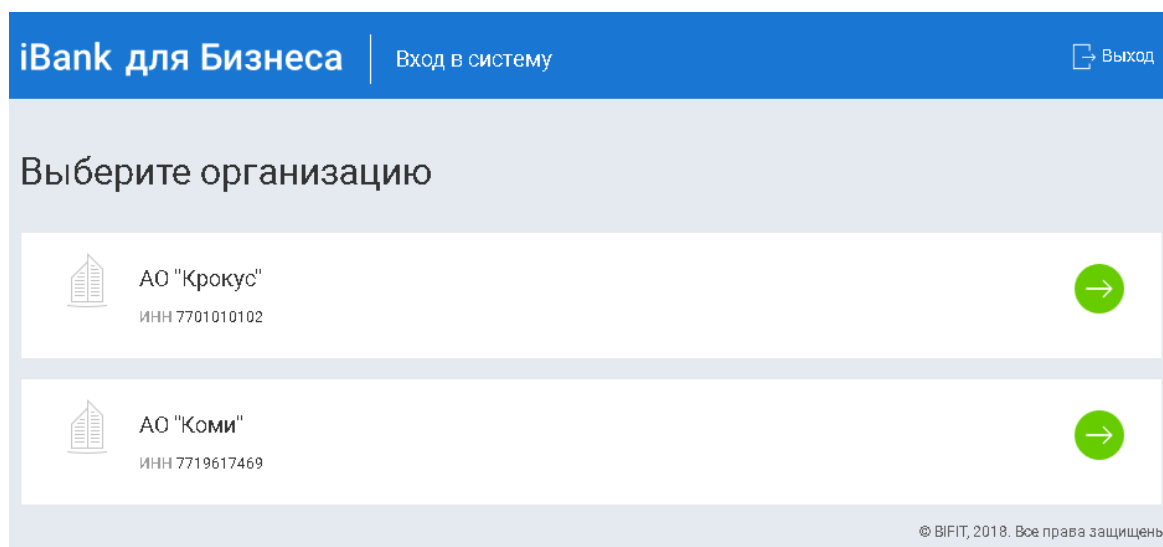 iBank для Бизнеса Вход в систему Выход
Выберите организацию
АО "Крокус"
ИНН 7701010102
АО "Коми"
ИНН 7719617469
© BIFIT, 2018. Все права защищень